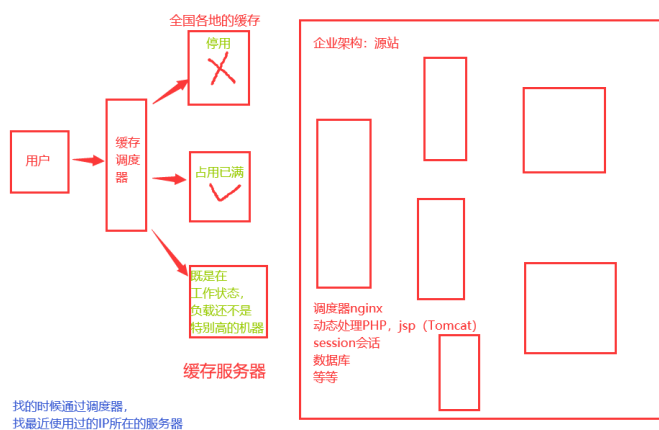 全国各地的缓存
停用
用户
缓存
调度
器
占用已满
既是在
工作状态，
负载还不是
特别高的机器
缓存服务器
找的时候通过调度器，
找最近使用过的IP所在的服务器
企业架构：源站
调度器nginx
动态处理PHP，jsp（Tomcat）
session会话
数据库
等等